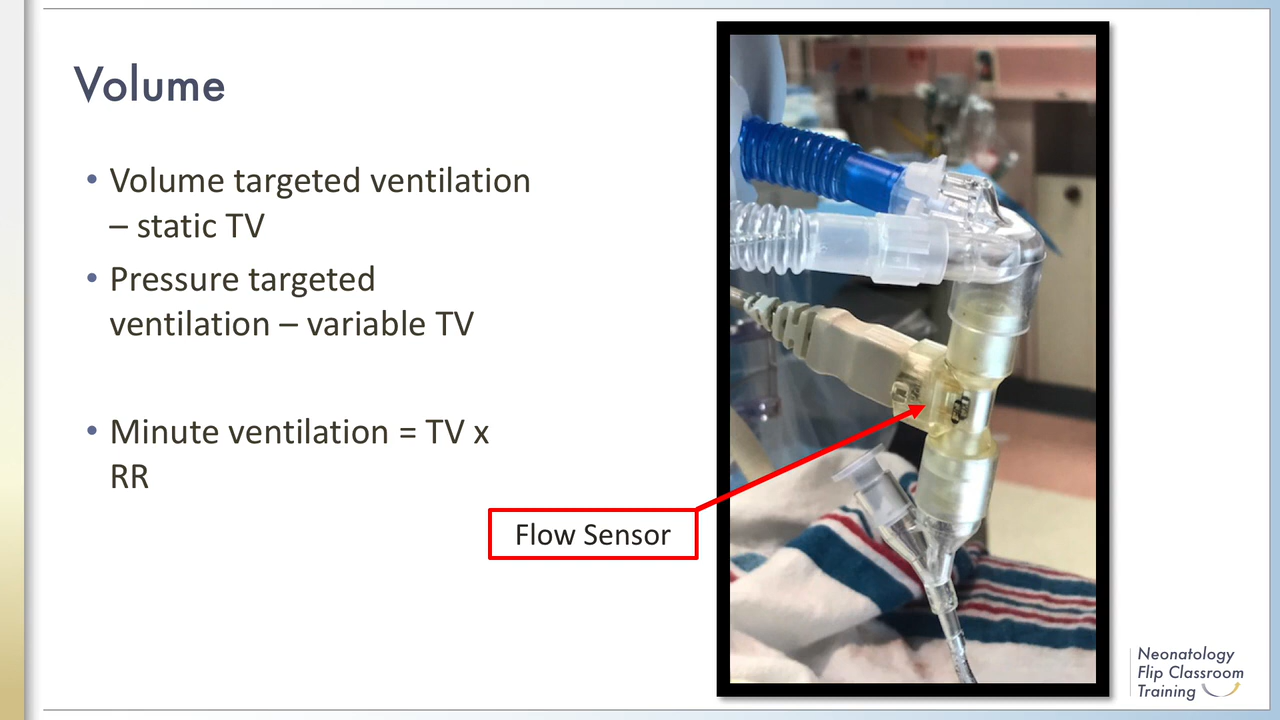 Volume
• Volume targeted ventilation
– static TV
• Pressure targeted
ventilation – variable TV
• Minute ventilation = TV x
RR
Flow Sensor
Neonatology
Flip Classroom
Training